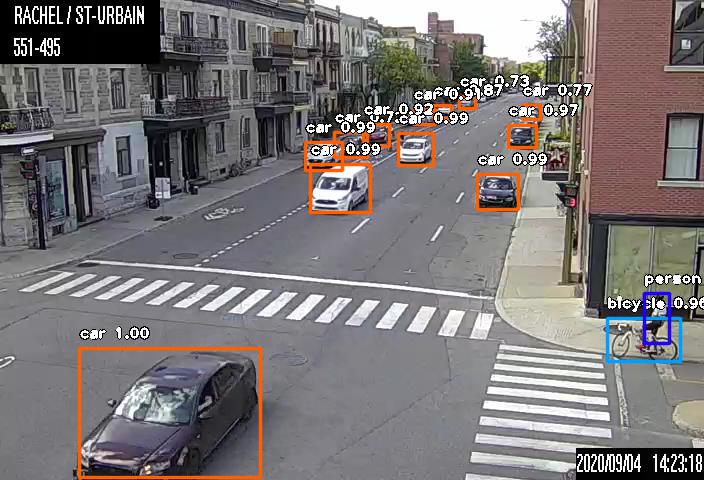 RACHEL / ST-URBAIN
551-495
car 0.73
car 0.77
car 0.97
car 0.92
car 0.99
car 0.99
car 0.99
car 0.99
person
bicycle 0.96
car 1.00
2020/09/04 14:23:18